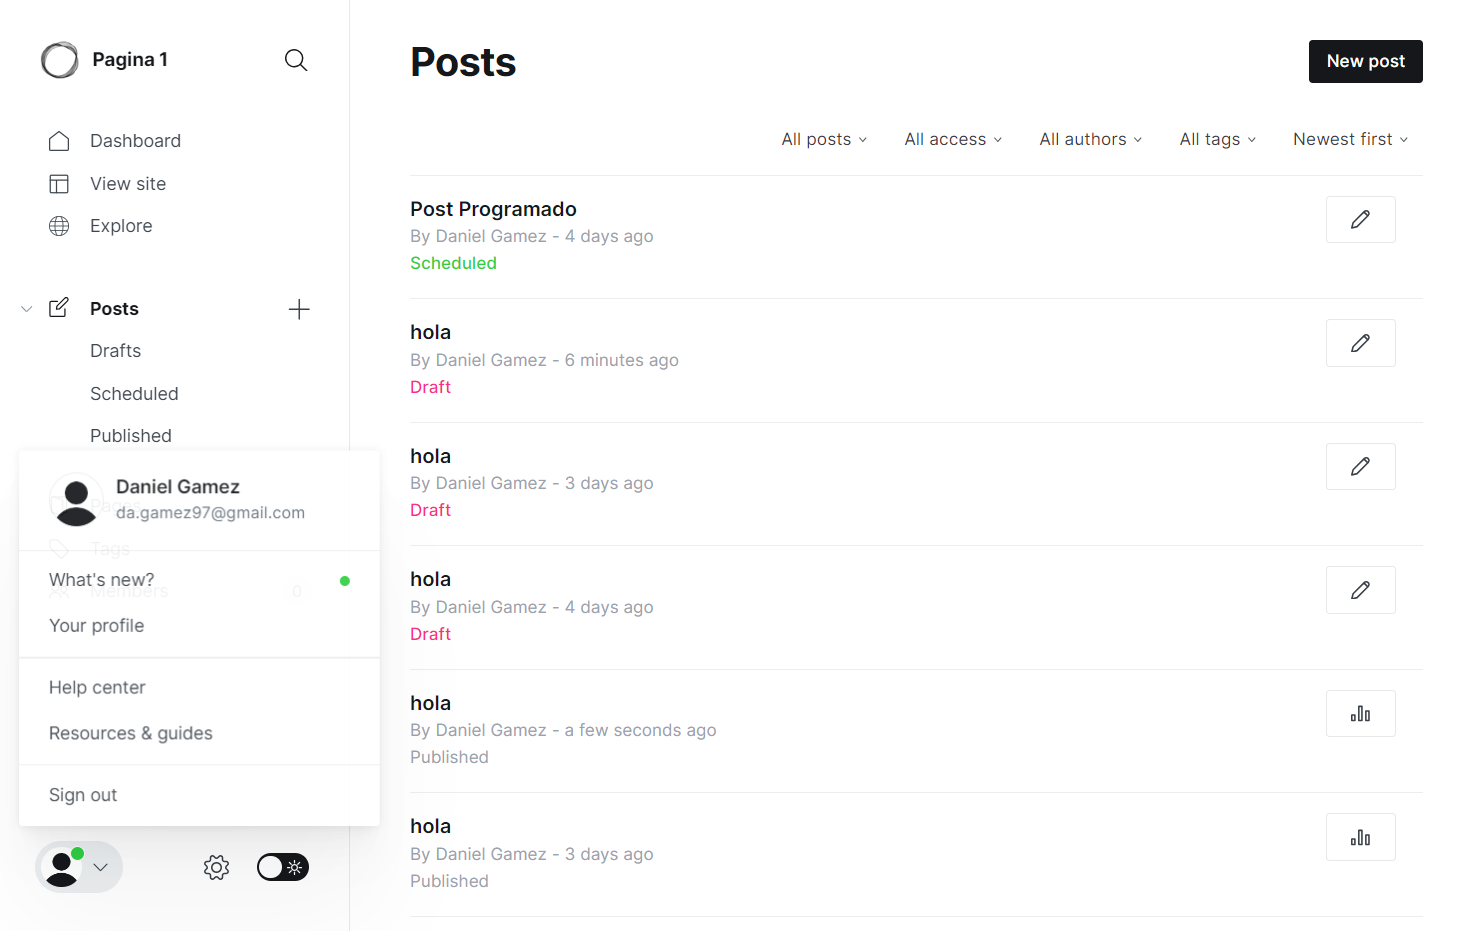 Pagina 1
Dashboard
View site
Explore
Posts
Drafts
Scheduled
Published
Pages
Tags
Members 0
Daniel Gamez
da.gamez97@gmail.com
What's new?
Your profile
Help center
Resources & guides
Sign out
Posts
New post
All posts All access All authors All tags Newest first
Post Programado
By Daniel Gamez - 4 days ago
Scheduled
hola
By Daniel Gamez - 6 minutes ago
Draft
hola
By Daniel Gamez - 3 days ago
Draft
hola
By Daniel Gamez - 4 days ago
Draft
hola
By Daniel Gamez - a few seconds ago
Published
hola
By Daniel Gamez - 3 days ago
Published